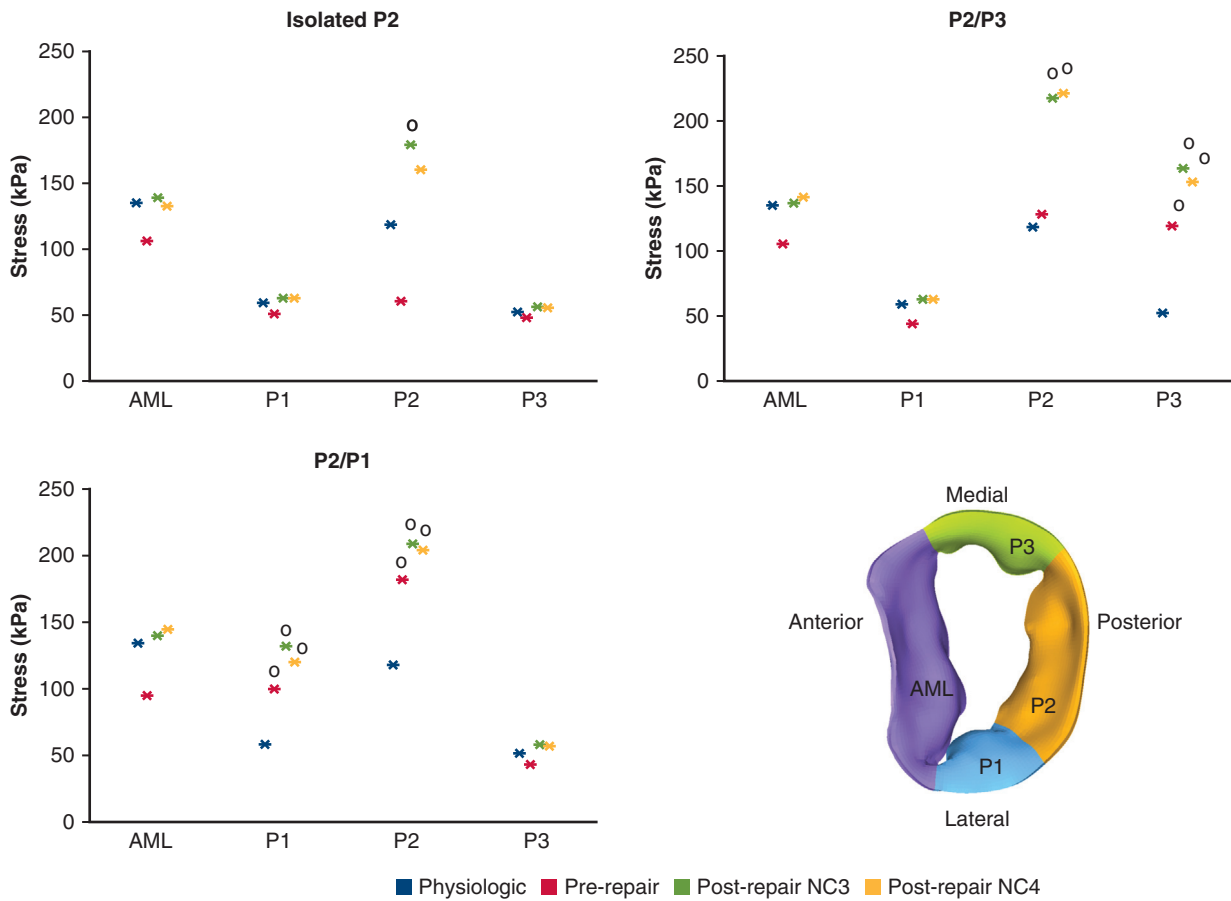 Isolated P2
Stress (kPa)
250
200
150
100
50
0
AML P1 P2 P3
P2/P3
Stress (kPa)
250
200
150
100
50
0
AML P1 P2 P3
P2/P1
Stress (kPa)
250
200
150
100
50
0
AML P1 P2 P3
Medial
P3
Anterior
Posterior
AML
P2
P1
Lateral
Physiologic Pre-repair Post-repair NC3 Post-repair NC4